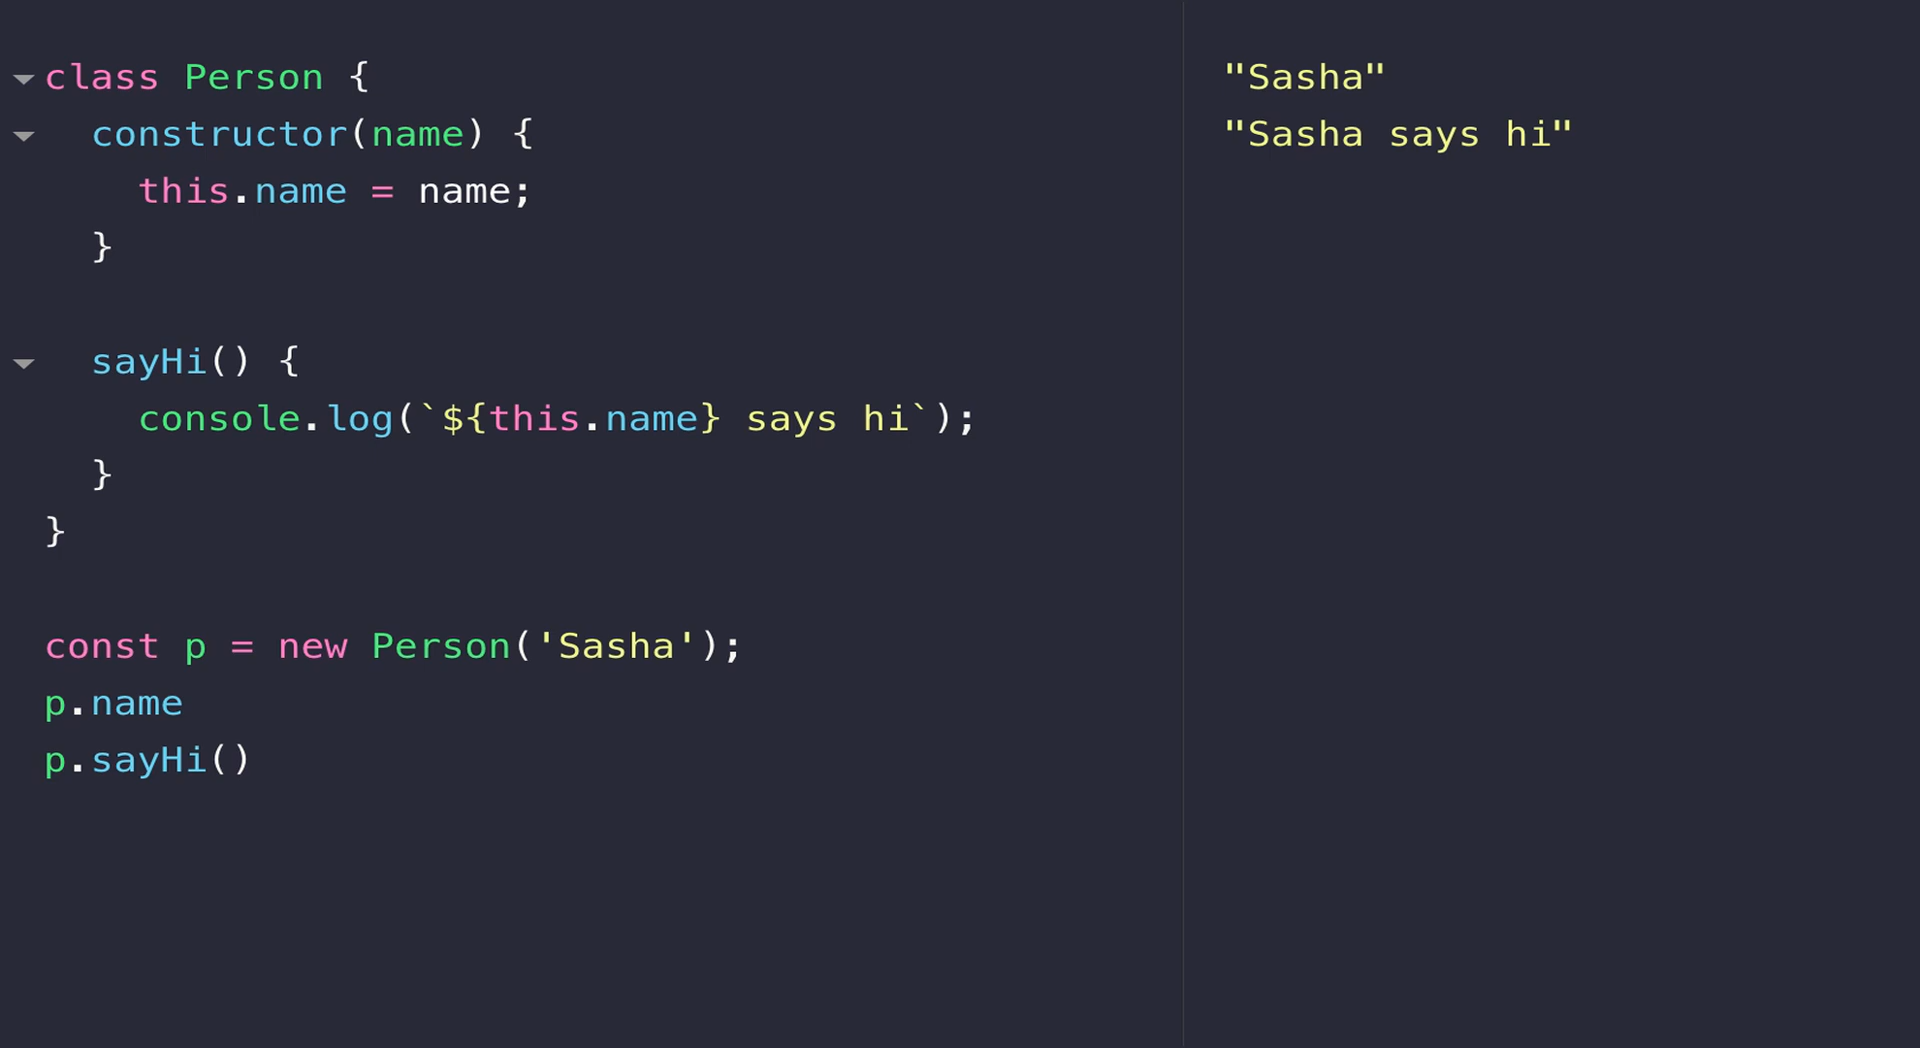 class Person {
  constructor(name) {
    this.name = name;
  }

  sayHi() {
    console.log(`${this.name} says hi`);
  }
}

const p = new Person('Sasha');
p.name
p.sayHi()
"Sasha"
"Sasha says hi"